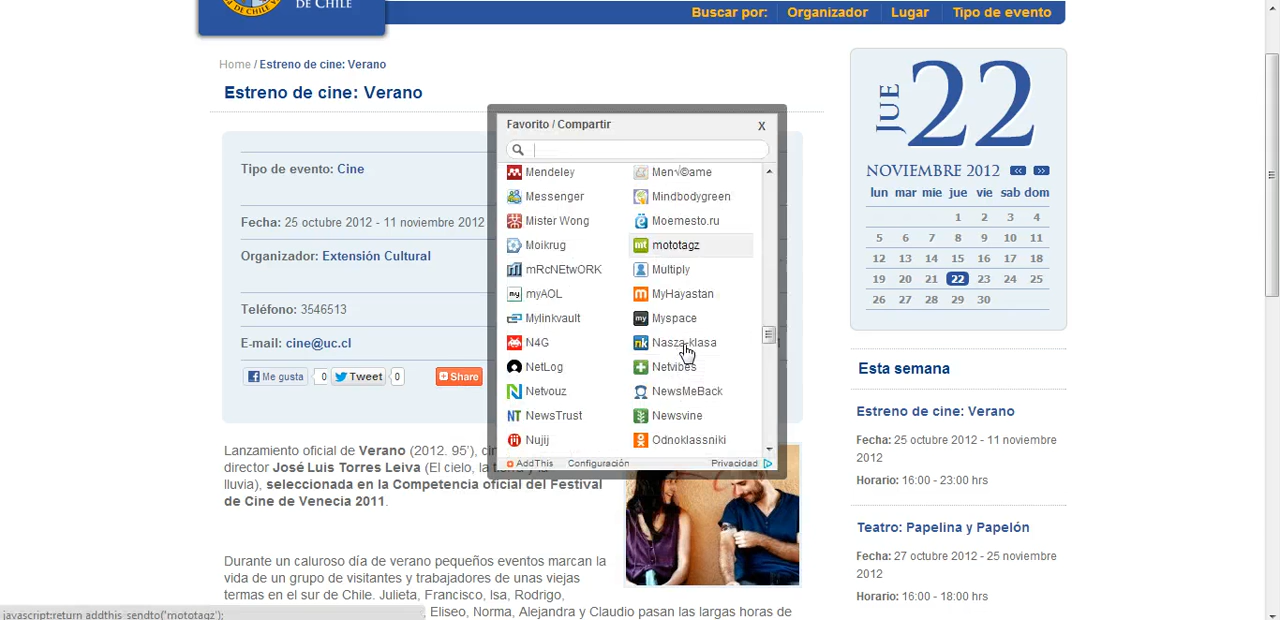 DE CHILE
Buscar por: Organizador Lugar Tipo de evento
Home / Estreno de cine: Verano
Estreno de cine: Verano
Tipo de evento: Cine
Fecha: 25 octubre 2012 - 11 noviembre 2012
Organizador: Extensión Cultural
Teléfono: 3546513
E-mail: cine@uc.cl
Me gusta 0 Tweet 0 Share
Lanzamiento oficial de Verano (2012. 95'),
director José Luis Torres Leiva (El cielo, la
lluvia), seleccionada en la Competencia oficial del Festival
de Cine de Venecia 2011.
Durante un caluroso día de verano pequeños eventos marcan la
vida de un grupo de visitantes y trabajadores de unas viejas
termas en el sur de Chile. Julieta, Francisco, Isa, Rodrigo,
, Eliseo, Norma, Alejandra y Claudio pasan las largas horas de
javascript:return addthis_sendto('mototagz');
Favorito / Compartir X
Mendeley Men√©ame
Messenger Mindbodygreen
Mister Wong Moemesto.ru
Moikrug mototagz
mRcNEtwORK Multiply
myAOL MyHayastan
Mylinkvault Myspace
N4G Nasza-klasa
NetLog Netvibes
Netvouz NewsMeBack
NewsTrust Newsvine
Nujij Odnoklassniki
AddThis Configuración Privacidad
JUE 22
NOVIEMBRE 2012 << >>
lun mar mie jue vie sab dom
1 2 3 4
5 6 7 8 9 10 11
12 13 14 15 16 17 18
19 20 21 22 23 24 25
26 27 28 29 30
Esta semana
Estreno de cine: Verano
Fecha: 25 octubre 2012 - 11 noviembre
2012
Horario: 16:00 - 23:00 hrs
Teatro: Papelina y Papelón
Fecha: 27 octubre 2012 - 25 noviembre
2012
Horario: 16:00 - 18:00 hrs